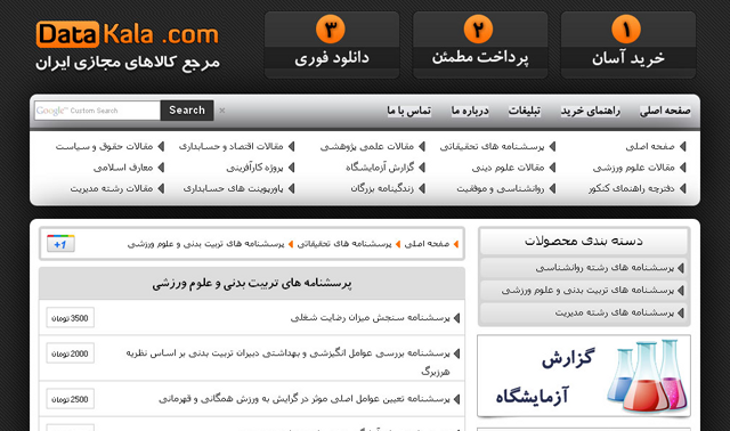 DataKala .com
مرجع کالاهای مجازی ایران
۱
خرید آسان
۲
پرداخت مطمئن
۳
دانلود فوری
صفحه اصلی
راهنمای خرید
تبلیغات
درباره ما
تماس با ما
Google™ Custom Search
Search
×
صفحه اصلی
پرسشنامه های تحقیقاتی
مقالات علمی پژوهشی
مقالات اقتصاد و حسابداری
مقالات حقوق و سیاست
مقالات علوم ورزشی
مقالات علوم دینی
گزارش آزمایشگاه
پروژه کارآفرینی
معارف اسلامی
دفترچه راهنمای کنکور
روانشناسی و موفقیت
زندگینامه بزرگان
پاورپوینت های حسابداری
مقالات رشته مدیریت
دسته بندی محصولات
پرسشنامه های رشته روانشناسی
پرسشنامه های تربیت بدنی و علوم ورزشی
پرسشنامه های رشته مدیریت
گزارش
آزمایشگاه
صفحه اصلی
پرسشنامه های تحقیقاتی
پرسشنامه های تربیت بدنی و علوم ورزشی
+1
پرسشنامه های تربیت بدنی و علوم ورزشی
پرسشنامه سنجش میزان رضایت شغلی
3500 تومان
پرسشنامه بررسی عوامل انگیزشی و بهداشتی دبیران تربیت بدنی بر اساس نظریه
هرزبرگ
2000 تومان
پرسشنامه تعیین عوامل اصلی موثر در گرایش به ورزش همگانی و قهرمانی
2500 تومان